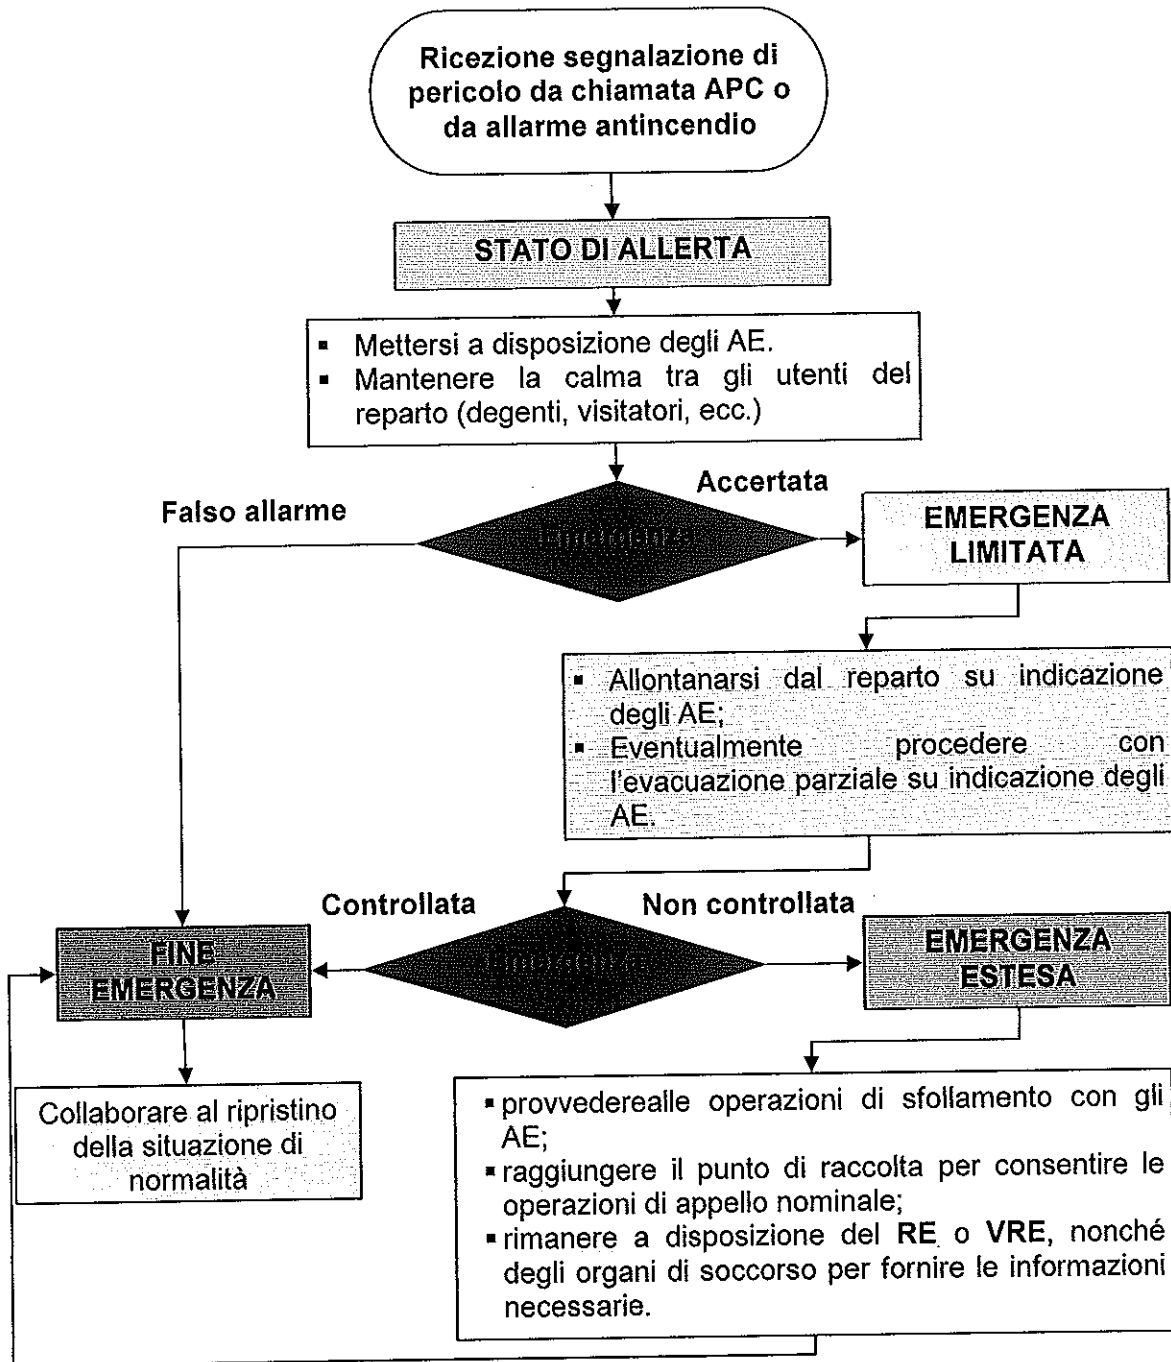 Ricezione segnalazione di
pericolo da chiamata APC o
da allarme antincendio
STATO DI ALLERTA
▪ Mettersi a disposizione degli AE.
▪ Mantenere la calma tra gli utenti del
reparto (degenti, visitatori, ecc.)
Falso allarme
Accertata
Emergenza
EMERGENZA
LIMITATA
▪ Allontanarsi dal reparto su indicazione
degli AE;
▪ Eventualmente procedere con
l'evacuazione parziale su indicazione degli
AE.
Controllata
Non controllata
FINE
EMERGENZA
Emergenza
EMERGENZA
ESTESA
Collaborare al ripristino
della situazione di
normalità
▪ provvederealle operazioni di sfollamento con gli
AE;
▪ raggiungere il punto di raccolta per consentire le
operazioni di appello nominale;
▪ rimanere a disposizione del RE o VRE, nonché
degli organi di soccorso per fornire le informazioni
necessarie.